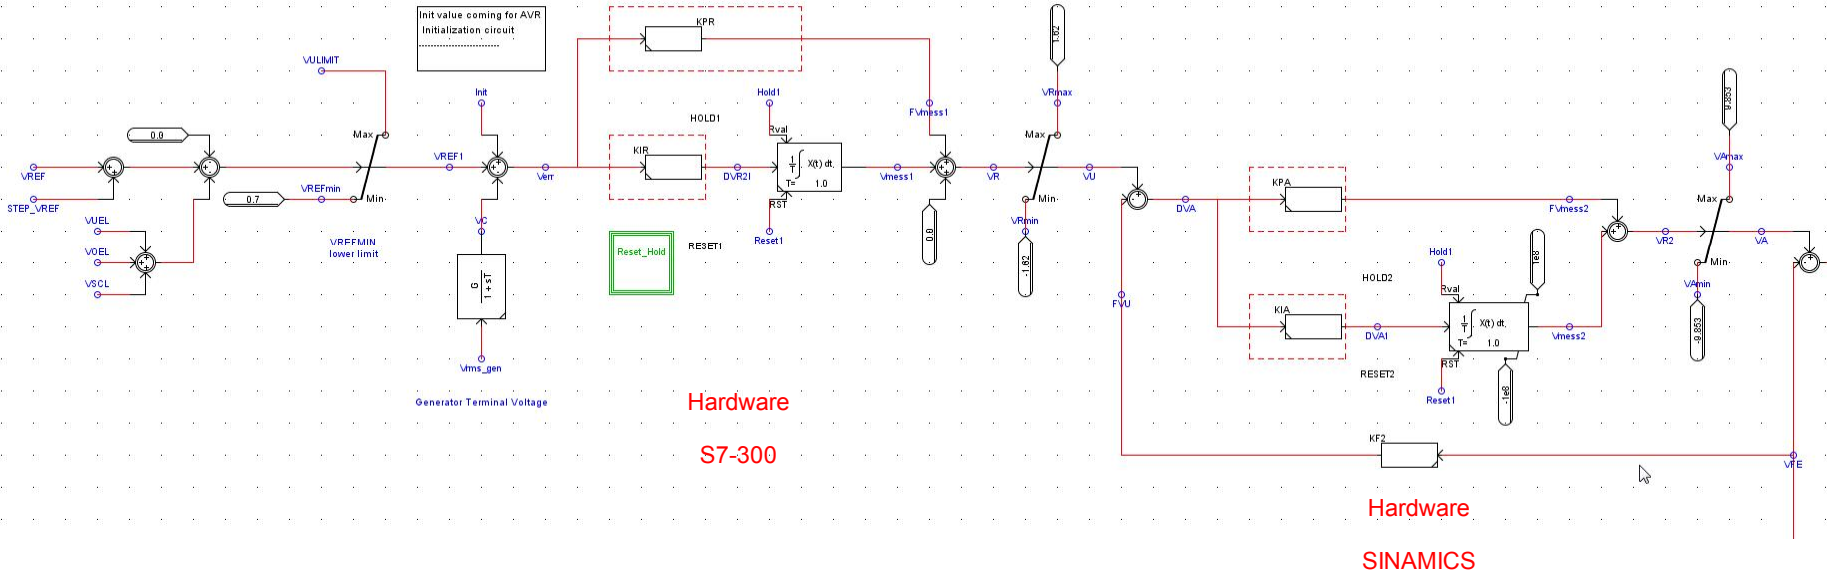 Init value coming for AVR
Initialization circuit
KPR
1.62
VULIMIT
Init
Hold1
VRmax
FVmess1
HOLD1
Rval
Max
0.0
KIR
1
T
X(t) dt.
T=
1.0
VREF
VREF1
Verr
DVR2I
Vmess1
VR
VU
Max
Min
VREFmin
0.7
Min
STEP_VREF
VUEL
VOEL
VSCL
VREFMIN
lower limit
VC
G
1 + sT
Vrms_gen
Generator Terminal Voltage
Reset_Hold
RESET1
RST
Reset1
0.0
VRmin
-1.62
Hardware
S7-300
KPA
DVA
FVmess2
9.853
VAmax
Max
VR2
VA
Min
VAmin
-9.853
FVU
Hold1
HOLD2
Rval
1e8
KIA
DVA1
1
T
X(t) dt.
T=
1.0
Vmess2
RST
RESET2
Reset1
-1e8
KF2
VFE
Hardware
SINAMICS